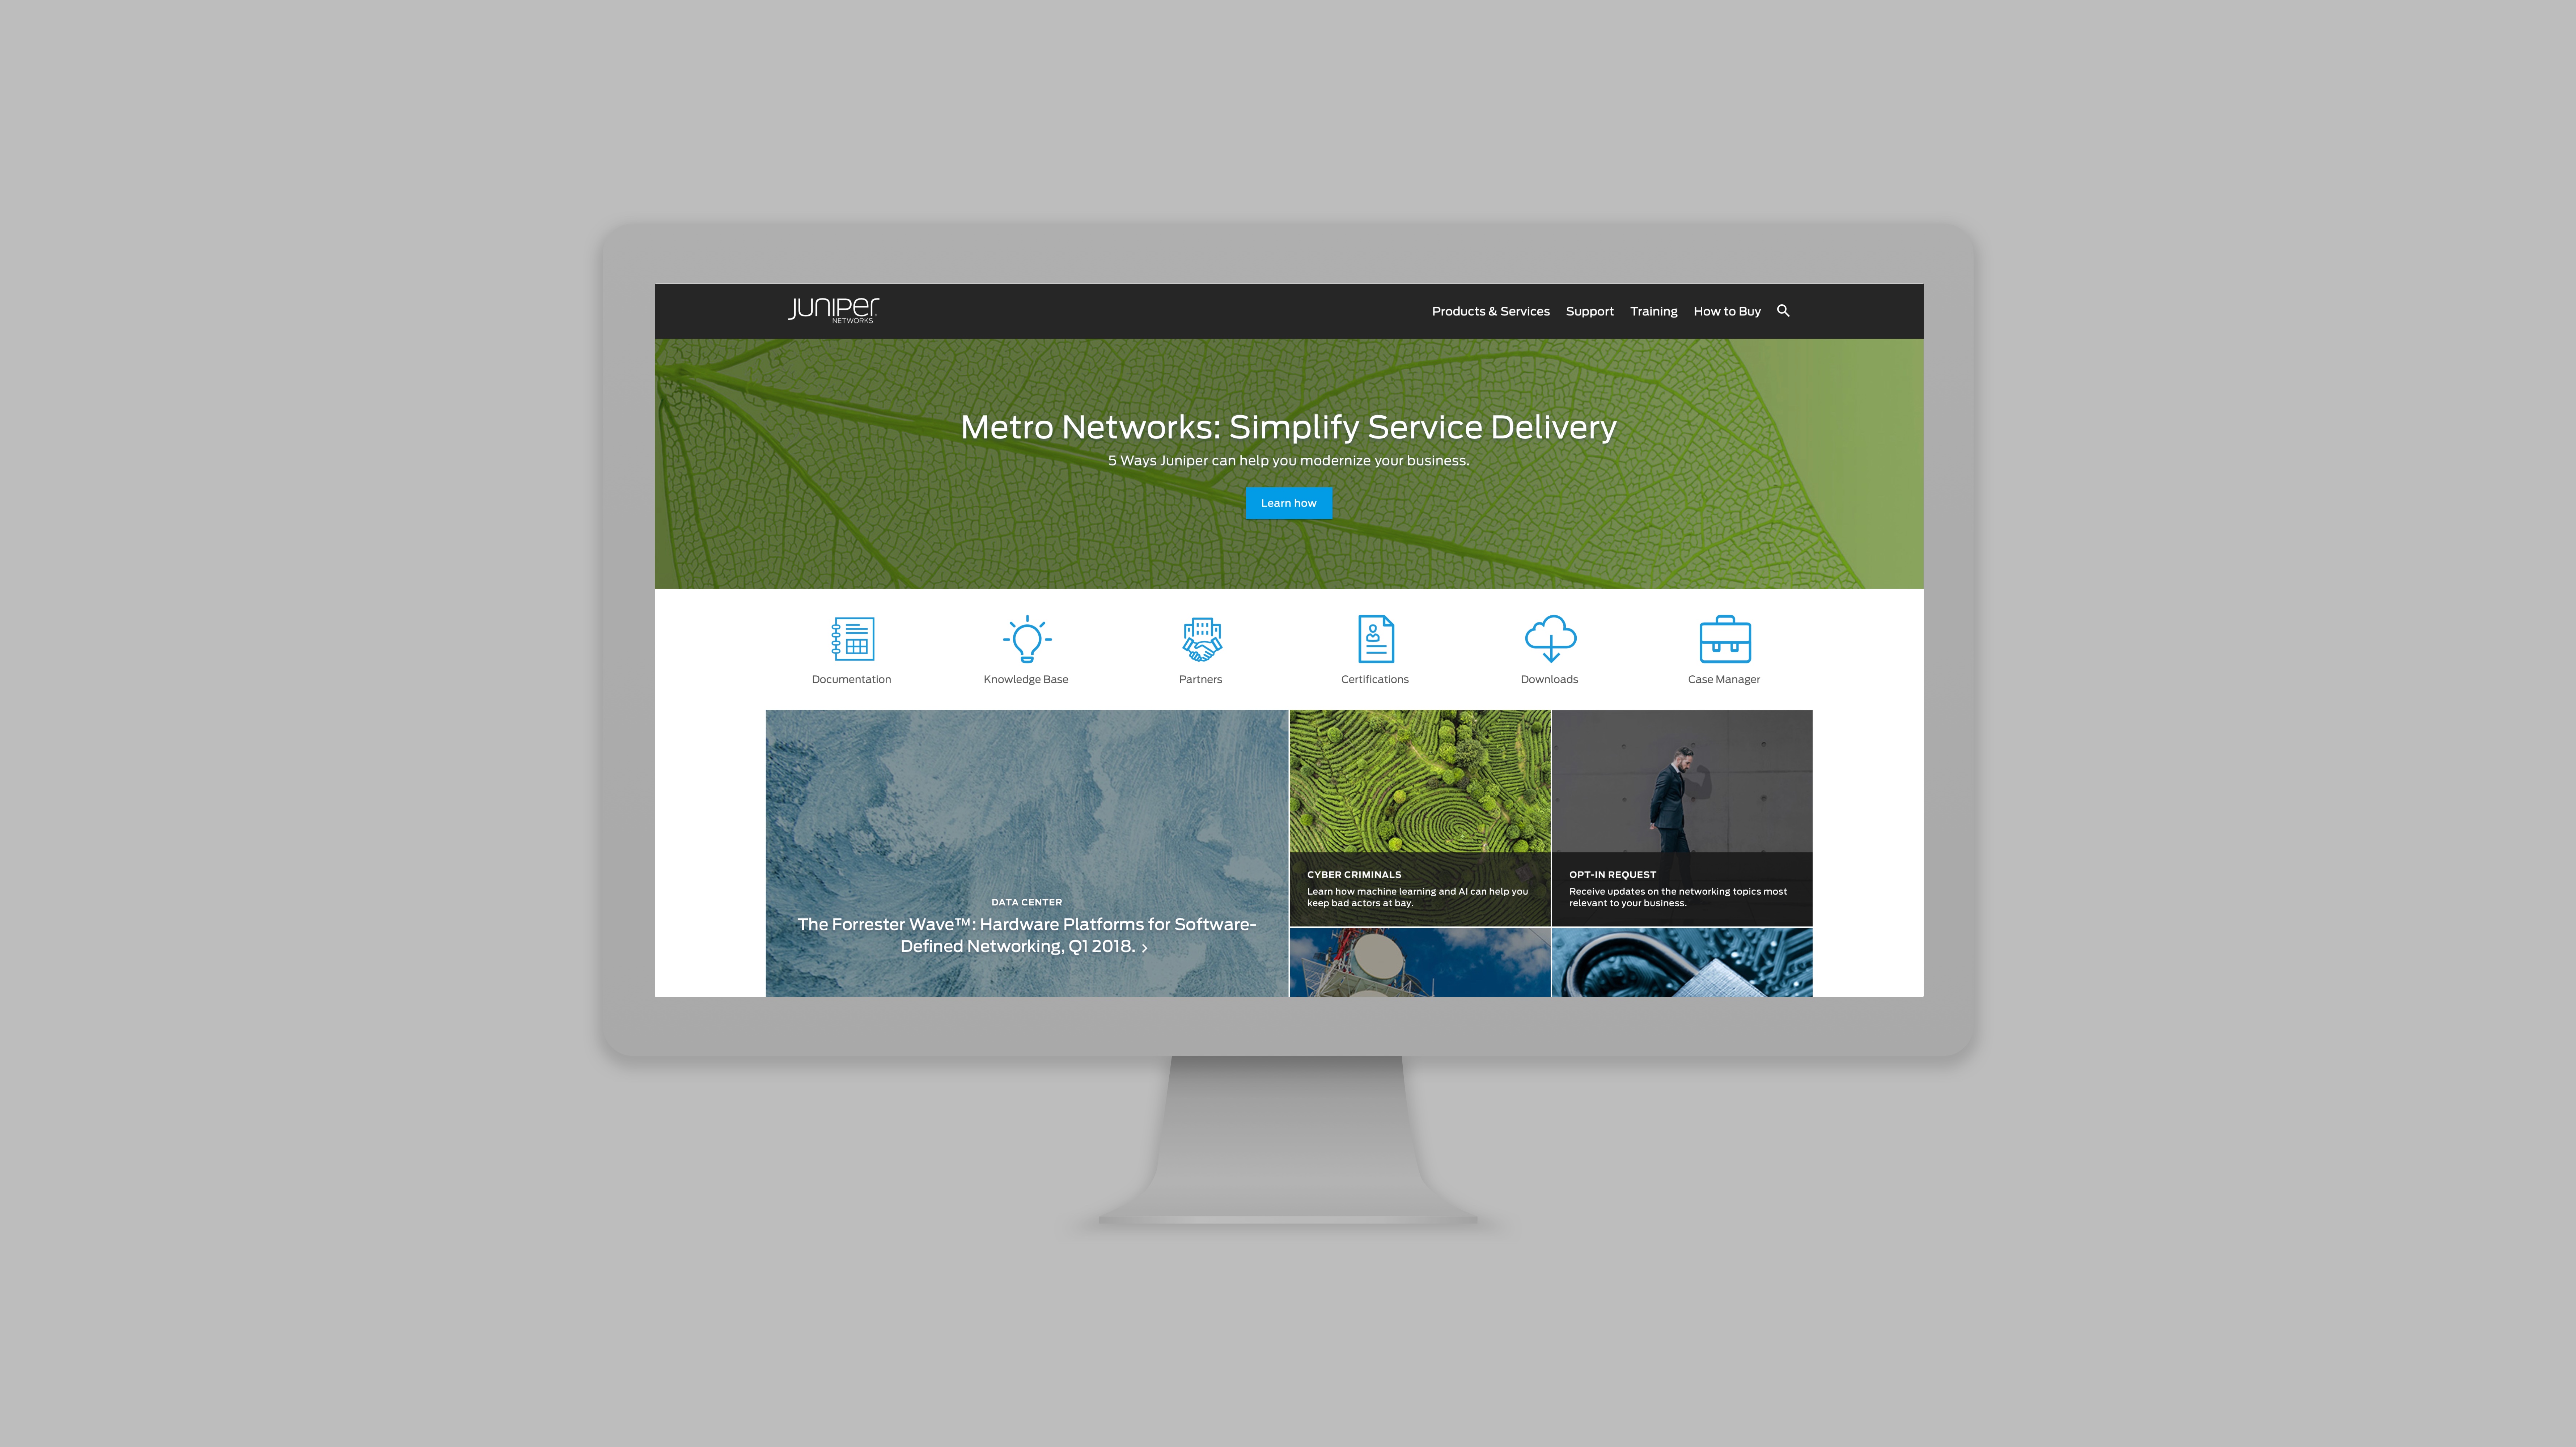 JUNIPER
NETWORKS
Products & Services Support Training How to Buy
Metro Networks: Simplify Service Delivery
5 Ways Juniper can help you modernize your business.
Learn how
Documentation Knowledge Base Partners Certifications Downloads Case Manager
DATA CENTER
The Forrester Wave™: Hardware Platforms for Software-
Defined Networking, Q1 2018. >
CYBER CRIMINALS
Learn how machine learning and AI can help you
keep bad actors at bay.
OPT-IN REQUEST
Receive updates on the networking topics most
relevant to your business.